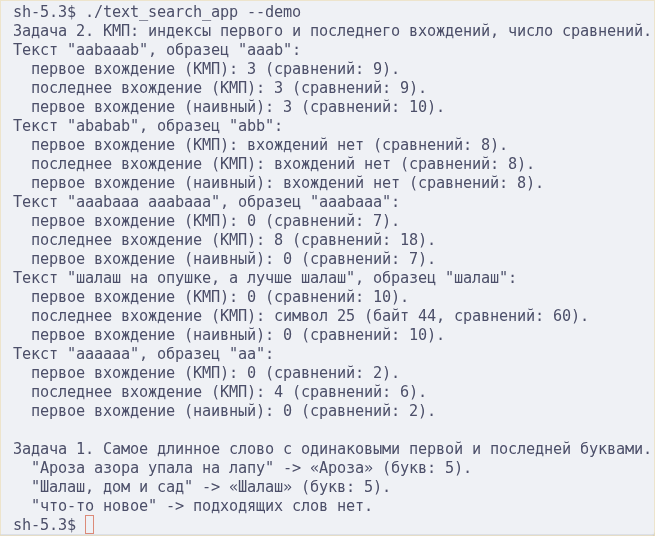 sh-5.3$ ./text_search_app --demo
Задача 2. КМП: индексы первого и последнего вхождений, число сравнений.
Текст "aabaaab", образец "aaab":
  первое вхождение (КМП): 3 (сравнений: 9).
  последнее вхождение (КМП): 3 (сравнений: 9).
  первое вхождение (наивный): 3 (сравнений: 10).
Текст "ababab", образец "abb":
  первое вхождение (КМП): вхождений нет (сравнений: 8).
  последнее вхождение (КМП): вхождений нет (сравнений: 8).
  первое вхождение (наивный): вхождений нет (сравнений: 8).
Текст "aaabaaa aaabaaa", образец "aaabaaa":
  первое вхождение (КМП): 0 (сравнений: 7).
  последнее вхождение (КМП): 8 (сравнений: 18).
  первое вхождение (наивный): 0 (сравнений: 7).
Текст "шалаш на опушке, а лучше шалаш", образец "шалаш":
  первое вхождение (КМП): 0 (сравнений: 10).
  последнее вхождение (КМП): символ 25 (байт 44, сравнений: 60).
  первое вхождение (наивный): 0 (сравнений: 10).
Текст "aaaaaa", образец "aa":
  первое вхождение (КМП): 0 (сравнений: 2).
  последнее вхождение (КМП): 4 (сравнений: 6).
  первое вхождение (наивный): 0 (сравнений: 2).

Задача 1. Самое длинное слово с одинаковыми первой и последней буквами.
  "Ароза азора упала на лапу" -> «Ароза» (букв: 5).
  "Шалаш, дом и сад" -> «Шалаш» (букв: 5).
  "что-то новое" -> подходящих слов нет.
sh-5.3$